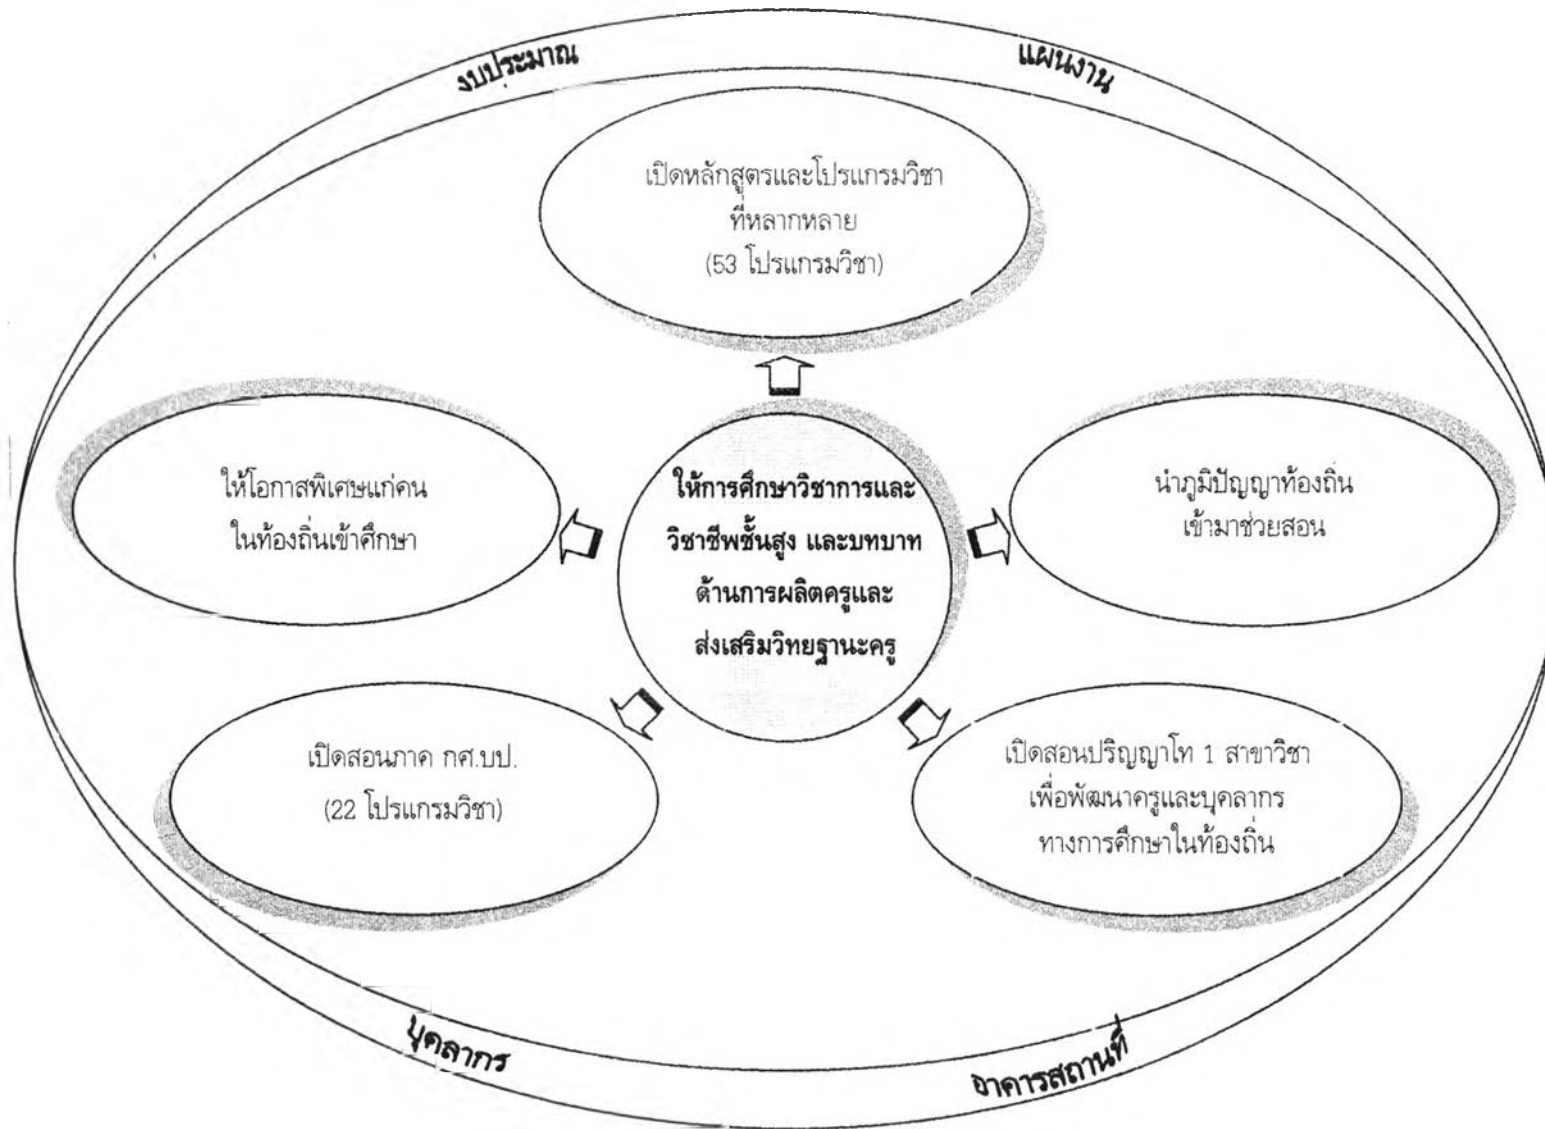 งบประมาณ
แผนงาน
เปิดหลักสูตรและโปรแกรมวิชา
ที่หลากหลาย
(53 โปรแกรมวิชา)
ให้โอกาสพิเศษแก่คน
ในท้องถิ่นเข้าศึกษา
ให้การศึกษาวิชาการและ
วิชาชีพชั้นสูง และบทบาท
ด้านการผลิตครูและ
ส่งเสริมวิทยฐานะครู
นำภูมิปัญญาท้องถิ่น
เข้ามาช่วยสอน
เปิดสอนภาค กศ.บป.
(22 โปรแกรมวิชา)
เปิดสอนปริญญาโท 1 สาขาวิชา
เพื่อพัฒนาครูและบุคลากร
ทางการศึกษาในท้องถิ่น
บุคลากร
อาคารสถานที่